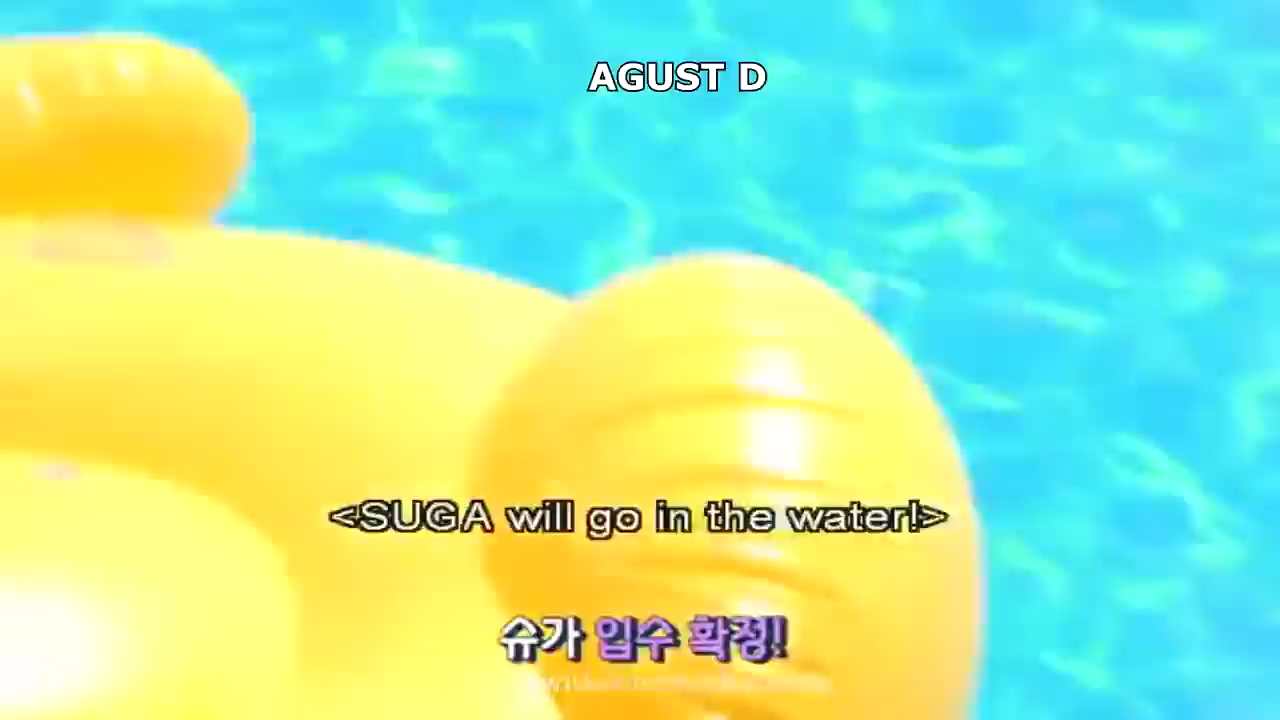 AGUST D
<SUGA will go in the water!>
슈가 입수 확정!